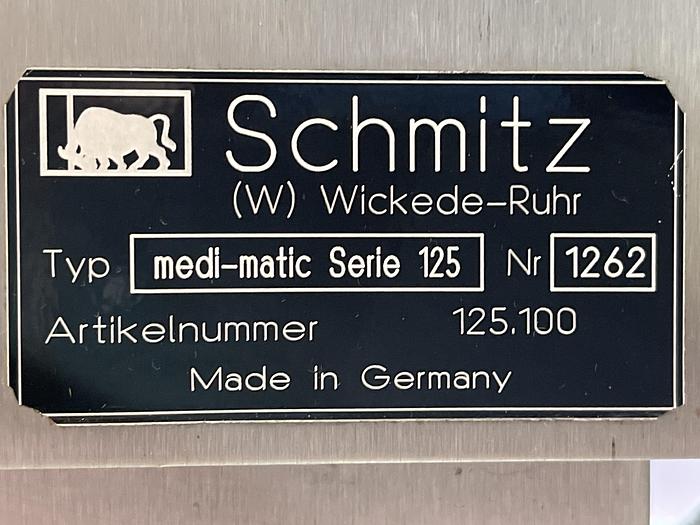 Schmitz
(W) Wickede-Ruhr
Typ medi-matic Serie 125 Nr 1262
Artikelnummer 125.100
Made in Germany